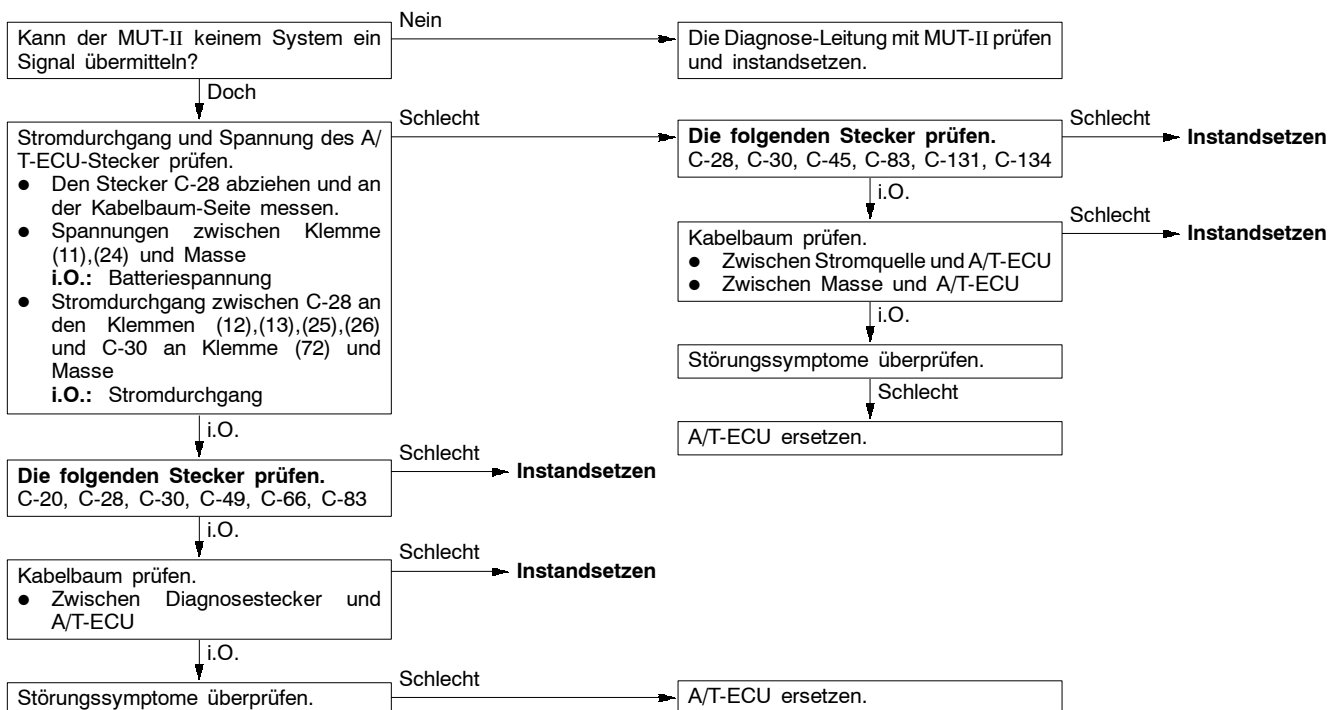 Kann der MUT-II keinem System ein
Signal übermitteln?
Nein
Die Diagnose-Leitung mit MUT-II prüfen
und instandsetzen.
Doch
Stromdurchgang und Spannung des A/
T-ECU-Stecker prüfen.
● Den Stecker C-28 abziehen und an
der Kabelbaum-Seite messen.
● Spannungen zwischen Klemme
(11),(24) und Masse
i.O.: Batteriespannung
● Stromdurchgang zwischen C-28 an
den Klemmen (12),(13),(25),(26)
und C-30 an Klemme (72) und
Masse
i.O.: Stromdurchgang
Schlecht
Die folgenden Stecker prüfen.
C-28, C-30, C-45, C-83, C-131, C-134
Schlecht
Instandsetzen
i.O.
Kabelbaum prüfen.
● Zwischen Stromquelle und A/T-ECU
● Zwischen Masse und A/T-ECU
Schlecht
Instandsetzen
i.O.
Störungssymptome überprüfen.
Schlecht
A/T-ECU ersetzen.
i.O.
Die folgenden Stecker prüfen.
C-20, C-28, C-30, C-49, C-66, C-83
Schlecht
Instandsetzen
i.O.
Kabelbaum prüfen.
● Zwischen Diagnosestecker und
A/T-ECU
Schlecht
Instandsetzen
i.O.
Störungssymptome überprüfen.
Schlecht
A/T-ECU ersetzen.